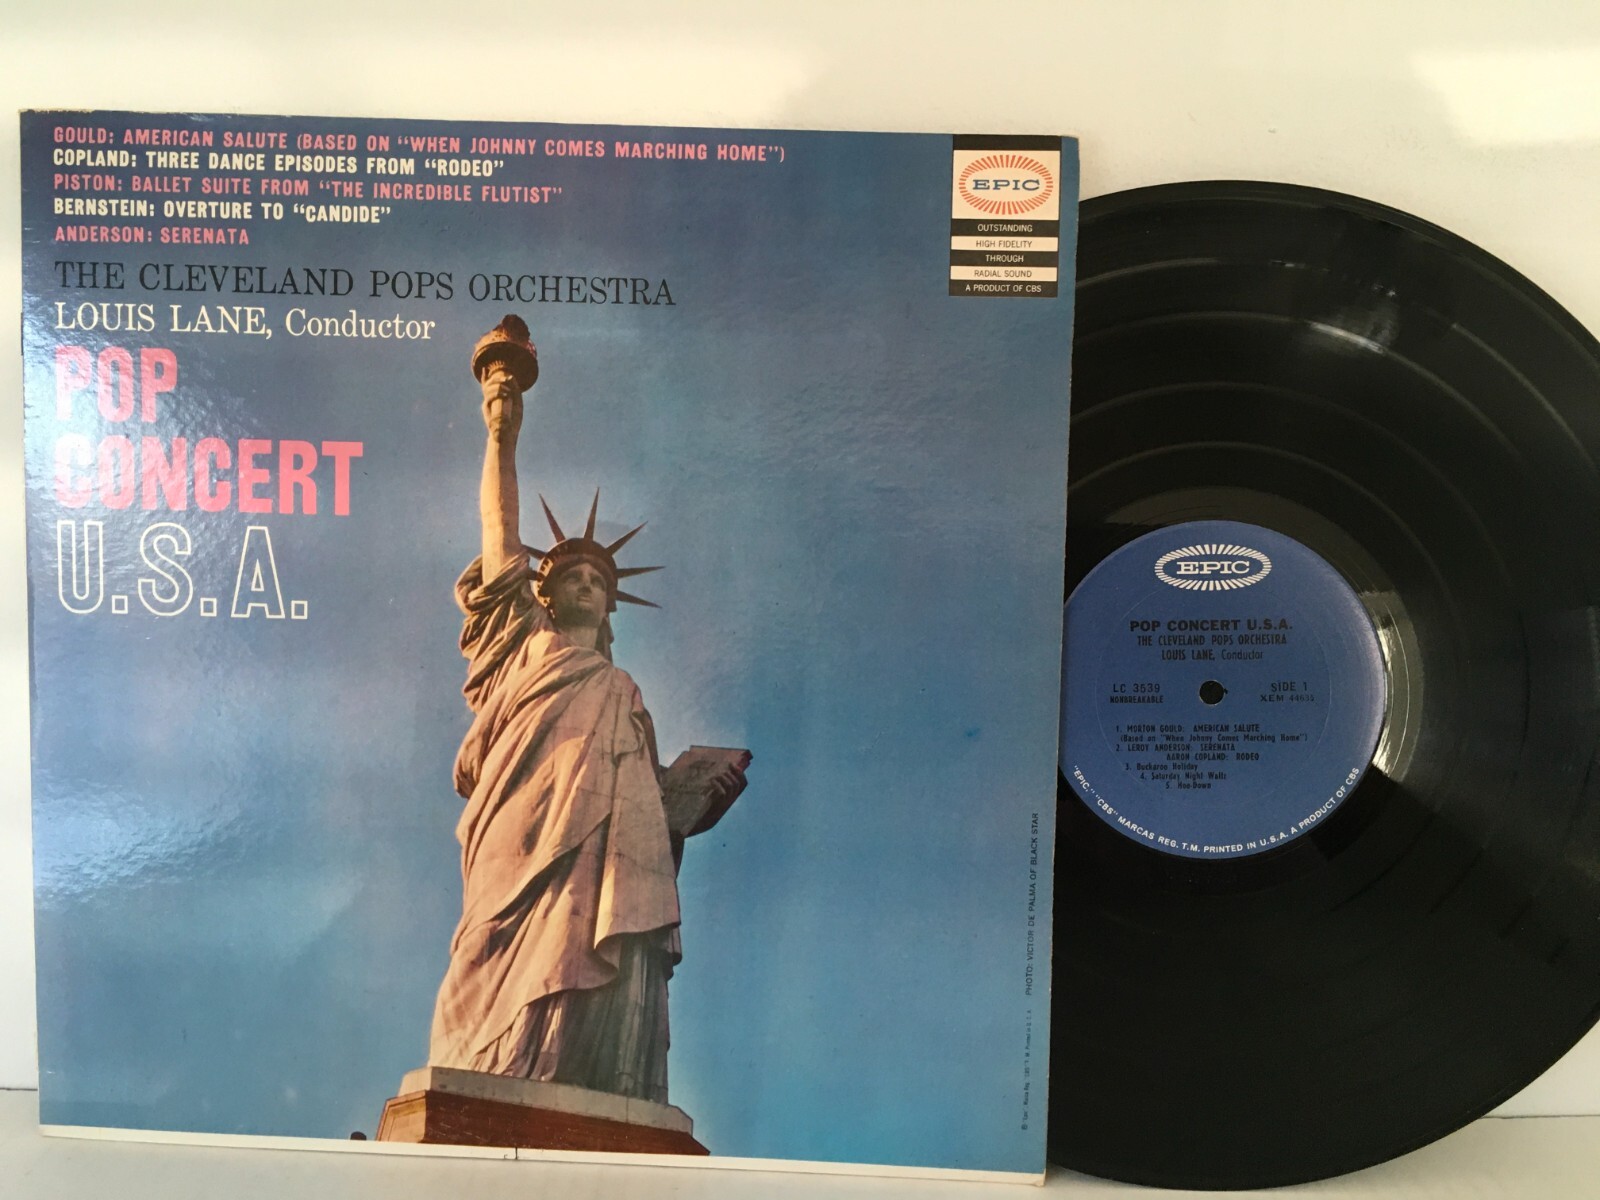 GOULD: AMERICAN SALUTE (BASED ON "WHEN JOHNNY COMES MARCHING HOME")
COPLAND: THREE DANCE EPISODES FROM "RODEO"
PISTON: BALLET SUITE FROM "THE INCREDIBLE FLUTIST"
BERNSTEIN: OVERTURE TO "CANDIDE"
ANDERSON: SERENATA
THE CLEVELAND POPS ORCHESTRA
LOUIS LANE, Conductor
POP
CONCERT
U.S.A.
EPIC
OUTSTANDING
HIGH FIDELITY
THROUGH
RADIAL SOUND
A PRODUCT OF CBS
PHOTO: VICTOR DE PALMA OF BLACK STAR
EPIC
POP CONCERT U.S.A.
THE CLEVELAND POPS ORCHESTRA
LOUIS LANE, Conductor
LC 3539
NONBREAKABLE
SIDE 1
XEM
1. MORTON GOULD: AMERICAN SALUTE
(Based on "When Johnny Comes Marching Home")
2. LEROY ANDERSON: SERENATA
AARON COPLAND: RODEO
3. Buckaroo Holiday
4. Saturday Night Waltz
5. Hoe-Down
"EPIC," "CBS" MARCAS REG. T.M. PRINTED IN U.S.A. A PRODUCT OF CBS